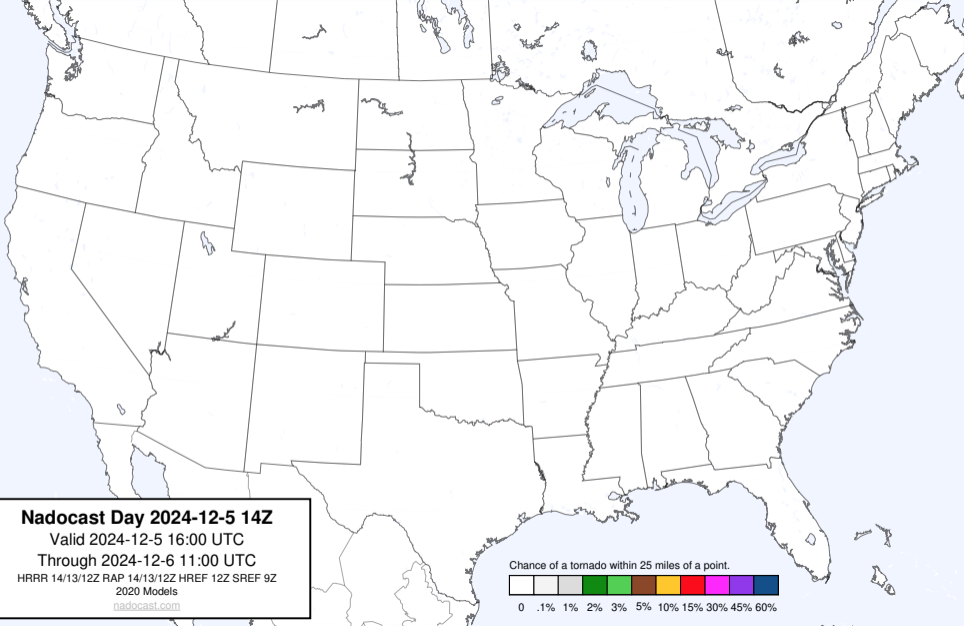 Nadocast Day 2024-12-5 14Z
Valid 2024-12-5 16:00 UTC
Through 2024-12-6 11:00 UTC
HRRR 14/13/12Z RAP 14/13/12Z HREF 12Z SREF 9Z
2020 Models
nadocast.com
Chance of a tornado within 25 miles of a point.
0 .1% 1% 2% 3% 5% 10% 15% 30% 45% 60%